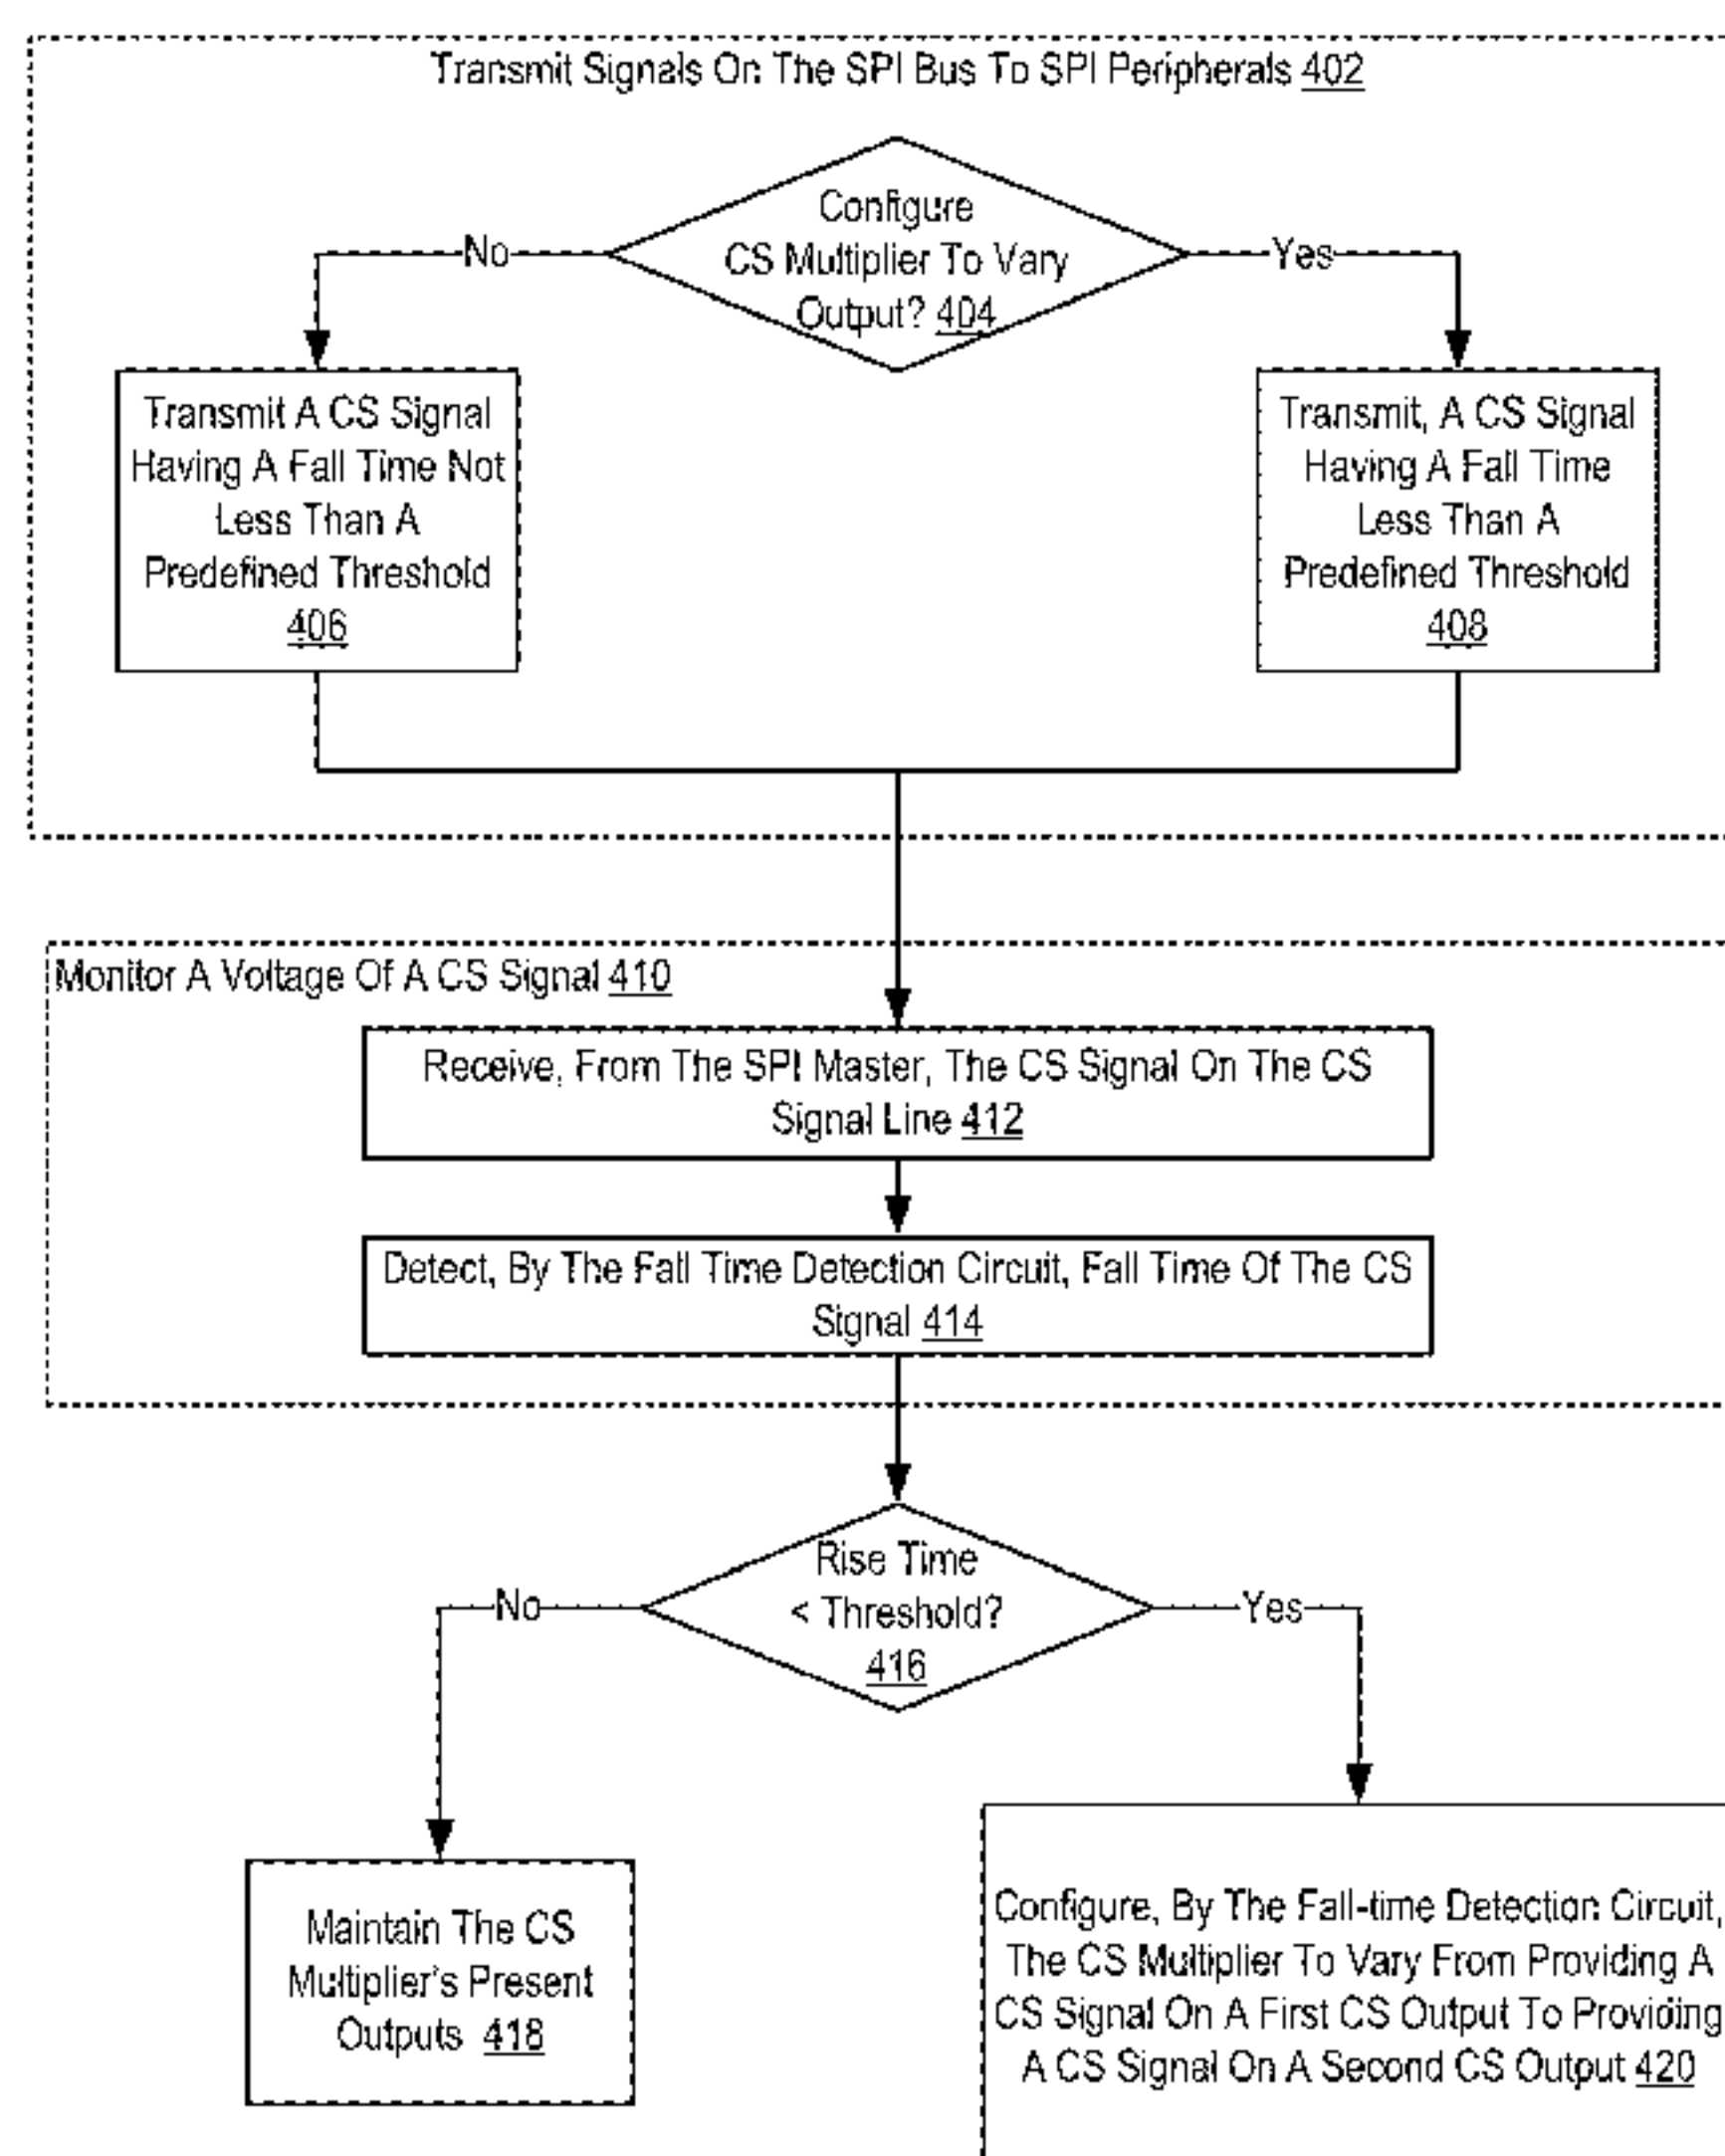 Transmit Signals On The SPI Bus To SPI Peripherals 402
Configure
CS Multiplier To Vary
Output? 404
No
Yes
Transmit A CS Signal
Having A Fall Time Not
Less Than A
Predefined Threshold
406
Transmit, A CS Signal
Having A Fall Time
Less Than A
Predefined Threshold
408
Monitor A Voltage Of A CS Signal 410
Receive, From The SPI Master, The CS Signal On The CS
Signal Line 412
Detect, By The Fall Time Detection Circuit, Fall Time Of The CS
Signal 414
Rise Time
< Threshold?
416
No
Yes
Maintain The CS
Multiplier's Present
Outputs 418
Configure, By The Fall-time Detection Circuit,
The CS Multiplier To Vary From Providing A
CS Signal On A First CS Output To Providing
A CS Signal On A Second CS Output 420